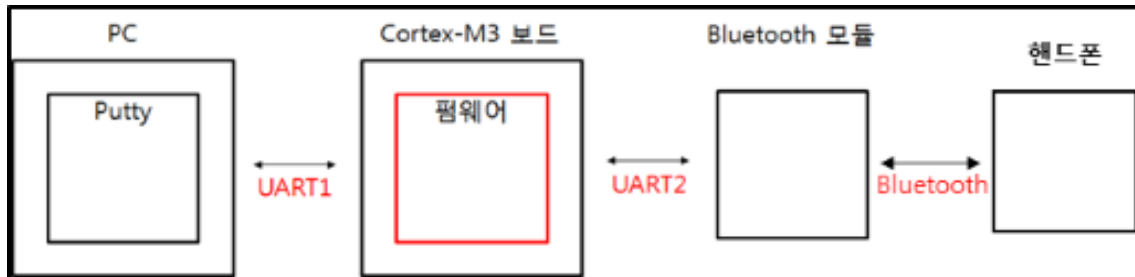 PC
Cortex-M3 보드
Bluetooth 모듈
핸드폰
Putty
펌웨어
UART1
UART2
Bluetooth